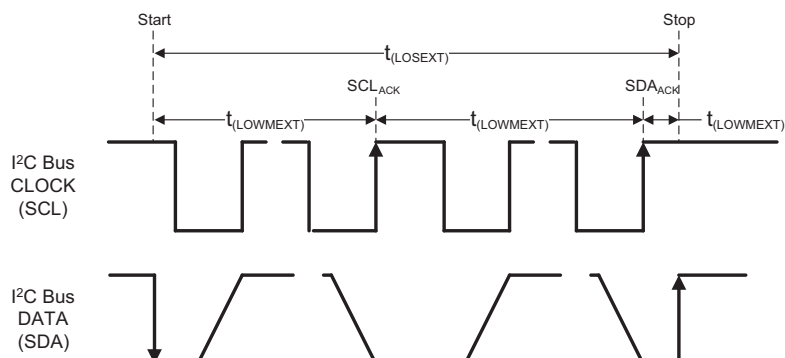 Start
Stop
t(LOSEXT)
SCLACK
SDAACK
t(LOWMEXT)
t(LOWMEXT)
t(LOWMEXT)
I²C Bus
CLOCK
(SCL)
I²C Bus
DATA
(SDA)